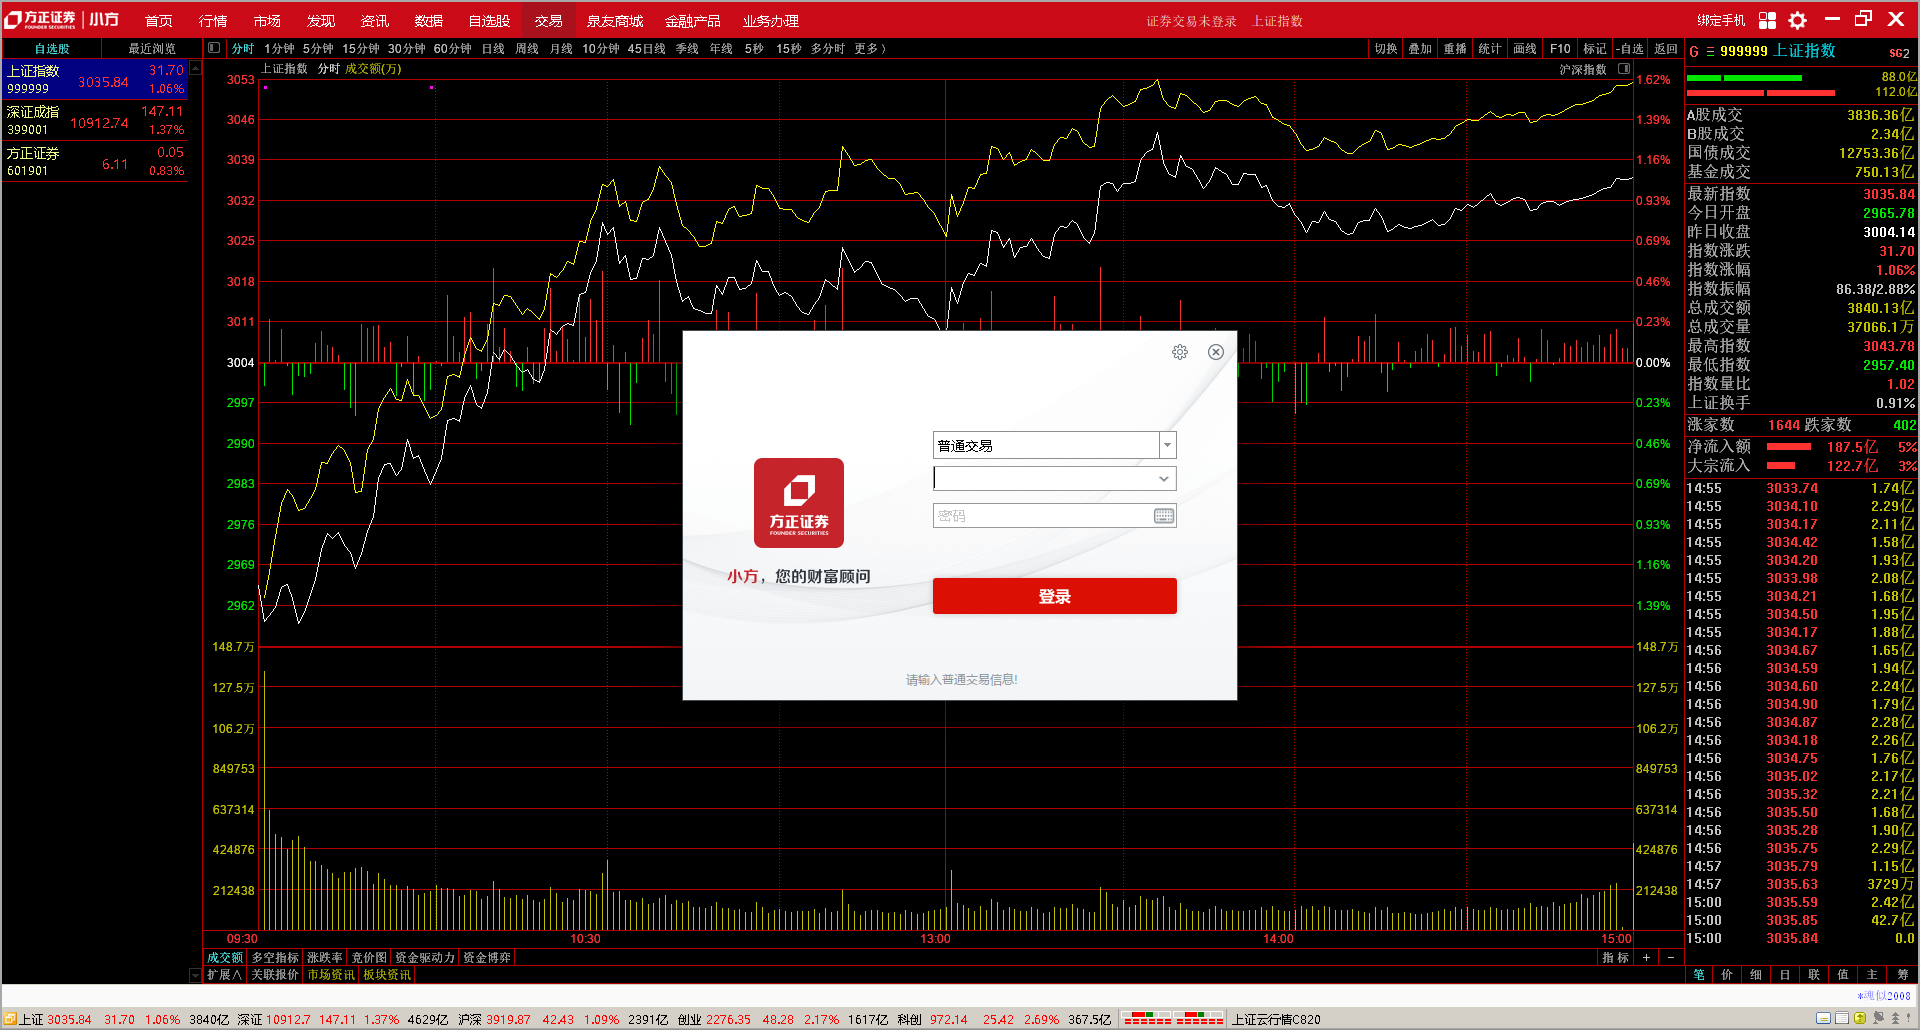 方正证券 FOUNDER SECURITIES 小方 首页 行情 市场 发现 资讯 数据 自选股 交易 泉友商城 金融产品 业务办理 证券交易未登录 上证指数 绑定手机
自选股 最近浏览 分时 1分钟 5分钟 15分钟 30分钟 60分钟 日线 周线 月线 10分钟 45日线 季线 年线 5秒 15秒 多分时 更多 切换 叠加 重播 统计 画线 F10 标记 -自选 返回 G 999999 上证指数 SG2
上证指数 999999 3035.84 31.70 1.06%
深证成指 399001 10912.74 147.11 1.37%
方正证券 601901 6.11 0.05 0.83%
上证指数 分时 成交额(万) 沪深指数
3053 1.62%
3046 1.39%
3039 1.16%
3032 0.93%
3025 0.69%
3018 0.46%
3011 0.23%
3004 0.00%
2997 0.23%
2990 0.46%
2983 0.69%
2976 0.93%
2969 1.16%
2962 1.39%
148.7万 148.7万
127.5万 127.5万
106.2万 106.2万
849753 849753
637314 637314
424876 424876
212438 212438
09:30 10:30 13:00 14:00 15:00
普通交易
密码
方正证券
FOUNDER SECURITIES
小方，您的财富顾问
登录
请输入普通交易信息!
88.0亿
112.0亿
A股成交 3836.36亿
B股成交 2.34亿
国债成交 12753.36亿
基金成交 750.13亿
最新指数 3035.84
今日开盘 2965.78
昨日收盘 3004.14
指数涨跌 31.70
指数涨幅 1.06%
指数振幅 86.38/2.88%
总成交额 3840.13亿
总成交量 37066.1万
最高指数 3043.78
最低指数 2957.40
指数量比 1.02
上证换手 0.91%
涨家数 1644 跌家数 402
净流入额 187.5亿 5%
大宗流入 122.7亿 3%
14:55 3033.74 1.74亿
14:55 3034.10 2.29亿
14:55 3034.17 2.11亿
14:55 3034.42 1.58亿
14:55 3034.20 1.93亿
14:55 3033.98 2.08亿
14:55 3034.21 1.68亿
14:55 3034.50 1.95亿
14:55 3034.17 1.88亿
14:56 3034.67 1.65亿
14:56 3034.59 1.94亿
14:56 3034.60 2.24亿
14:56 3034.90 1.79亿
14:56 3034.87 2.28亿
14:56 3034.18 2.26亿
14:56 3034.75 1.76亿
14:56 3035.02 2.17亿
14:56 3035.32 2.21亿
14:56 3035.50 1.68亿
14:56 3035.28 1.90亿
14:56 3035.75 2.29亿
14:57 3035.79 1.15亿
14:57 3035.63 3729万
15:00 3035.59 2.42亿
15:00 3035.85 42.7亿
15:00 3035.84 0.0
成交额 多空指标 涨跌率 竞价图 资金驱动力 资金博弈 指标 + -
扩展∧ 关联报价 市场资讯 板块资讯 笔 价 细 日 联 值 主 筹
*魂似2008
上证 3035.84 31.70 1.06% 3840亿 深证 10912.7 147.11 1.37% 4629亿 沪深 3919.87 42.43 1.09% 2391亿 创业 2276.35 48.28 2.17% 1617亿 科创 972.14 25.42 2.69% 367.5亿 上证云行情C820